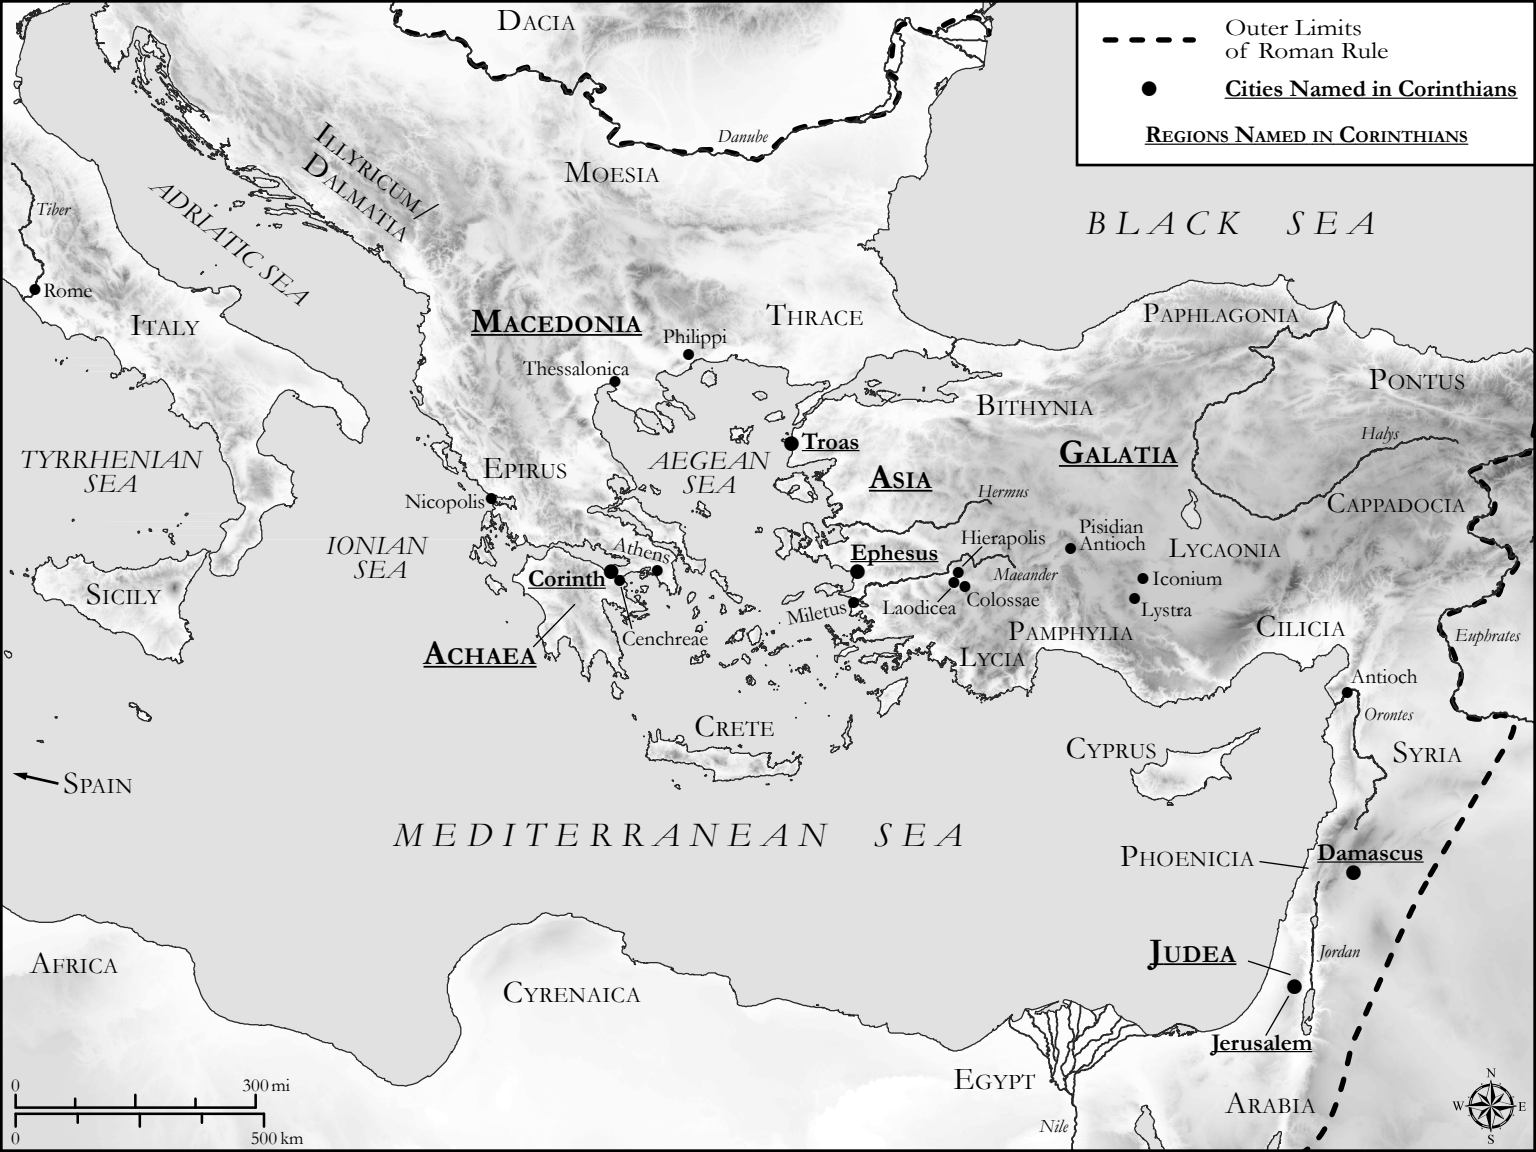 DACIA
Outer Limits
of Roman Rule
Cities Named in Corinthians
REGIONS NAMED IN CORINTHIANS
Danube
MOESIA
ILLYRICUM/
DALMATIA
Tiber
ADRIATIC SEA
BLACK SEA
Rome
ITALY
MACEDONIA
THRACE
PAPHLAGONIA
Philippi
Thessalonica
PONTUS
BITHYNIA
Halys
TYRRHENIAN
SEA
EPIRUS
AEGEAN
SEA
Troas
GALATIA
ASIA
Hermus
CAPPADOCIA
Nicopolis
IONIAN
SEA
Athens
Ephesus
Hierapolis
Pisidian
Antioch
LYCAONIA
SICILY
Corinth
Maeander
Iconium
Miletus
Laodicea
Colossae
Lystra
Cenchreae
PAMPHYLIA
CILICIA
Euphrates
ACHAEA
LYCIA
Antioch
Orontes
CRETE
CYPRUS
SYRIA
SPAIN
MEDITERRANEAN SEA
PHOENICIA
Damascus
JUDEA
Jordan
AFRICA
CYRENAICA
Jerusalem
EGYPT
ARABIA
Nile
0
300 mi
0
500 km
N
W
E
S